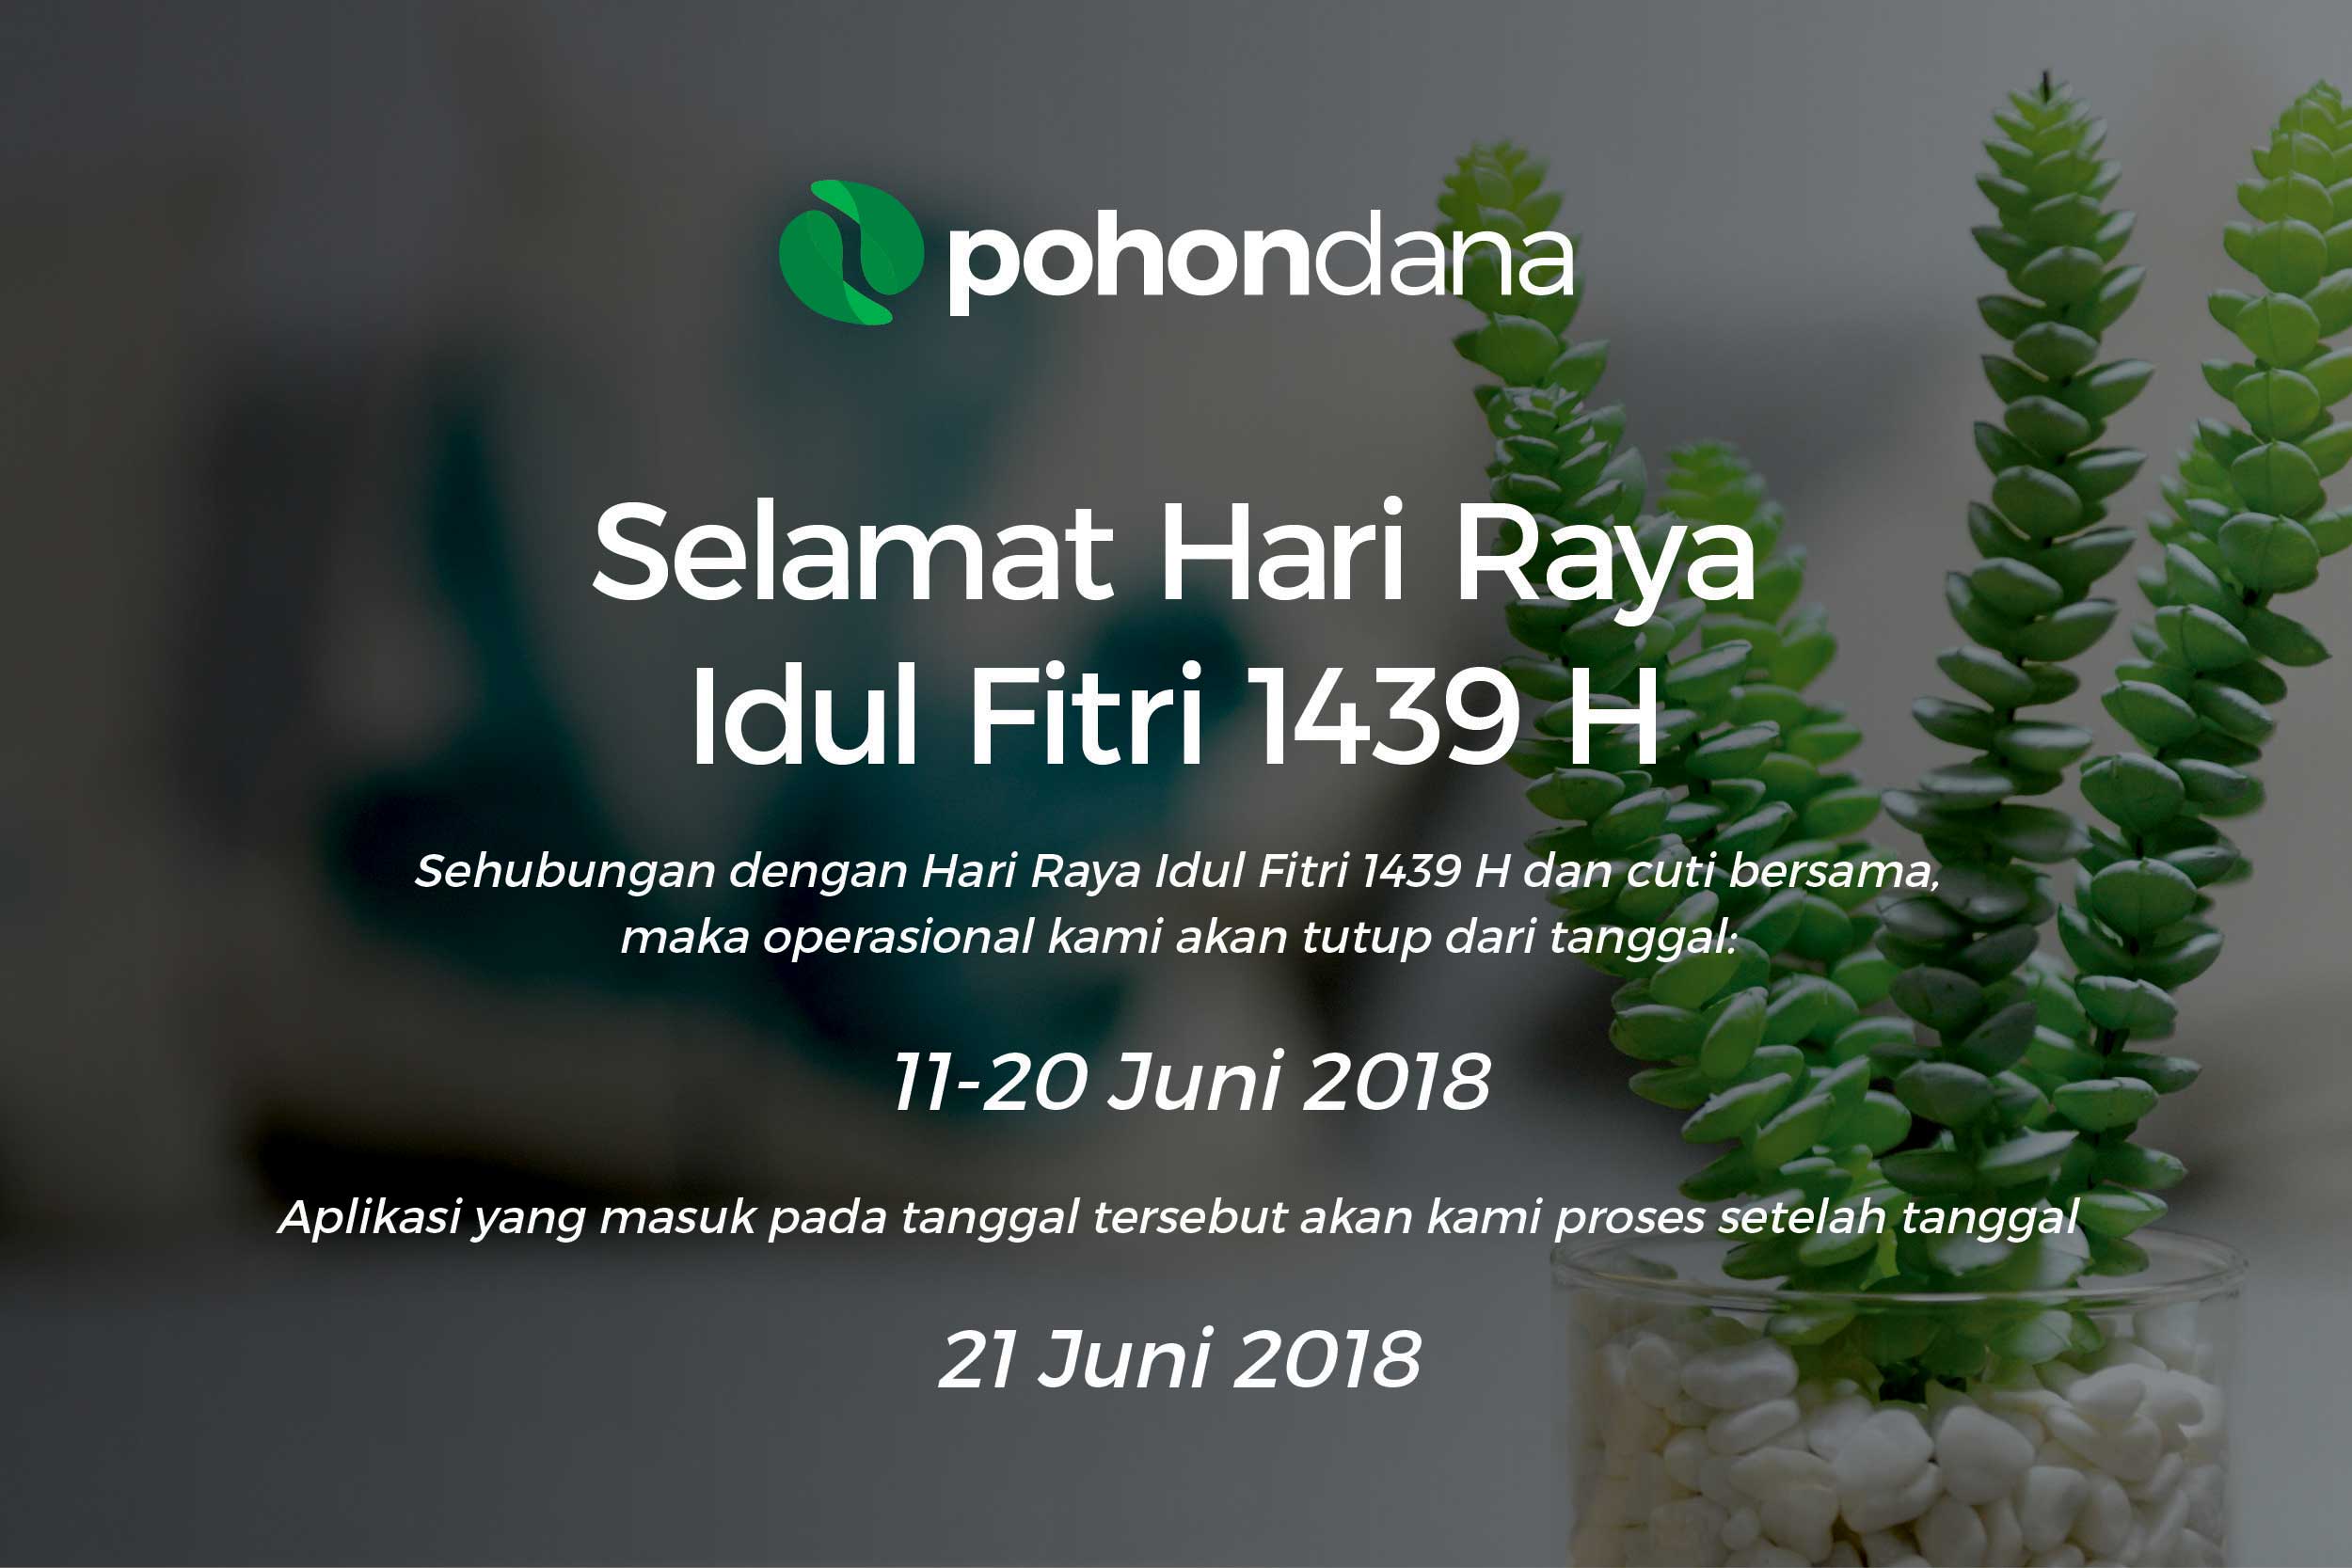 pohondana
Selamat Hari Raya
Idul Fitri 1439 H
Sehubungan dengan Hari Raya Idul Fitri 1439 H dan cuti bersama,
maka operasional kami akan tutup dari tanggal:
11-20 Juni 2018
Aplikasi yang masuk pada tanggal tersebut akan kami proses setelah tanggal
21 Juni 2018